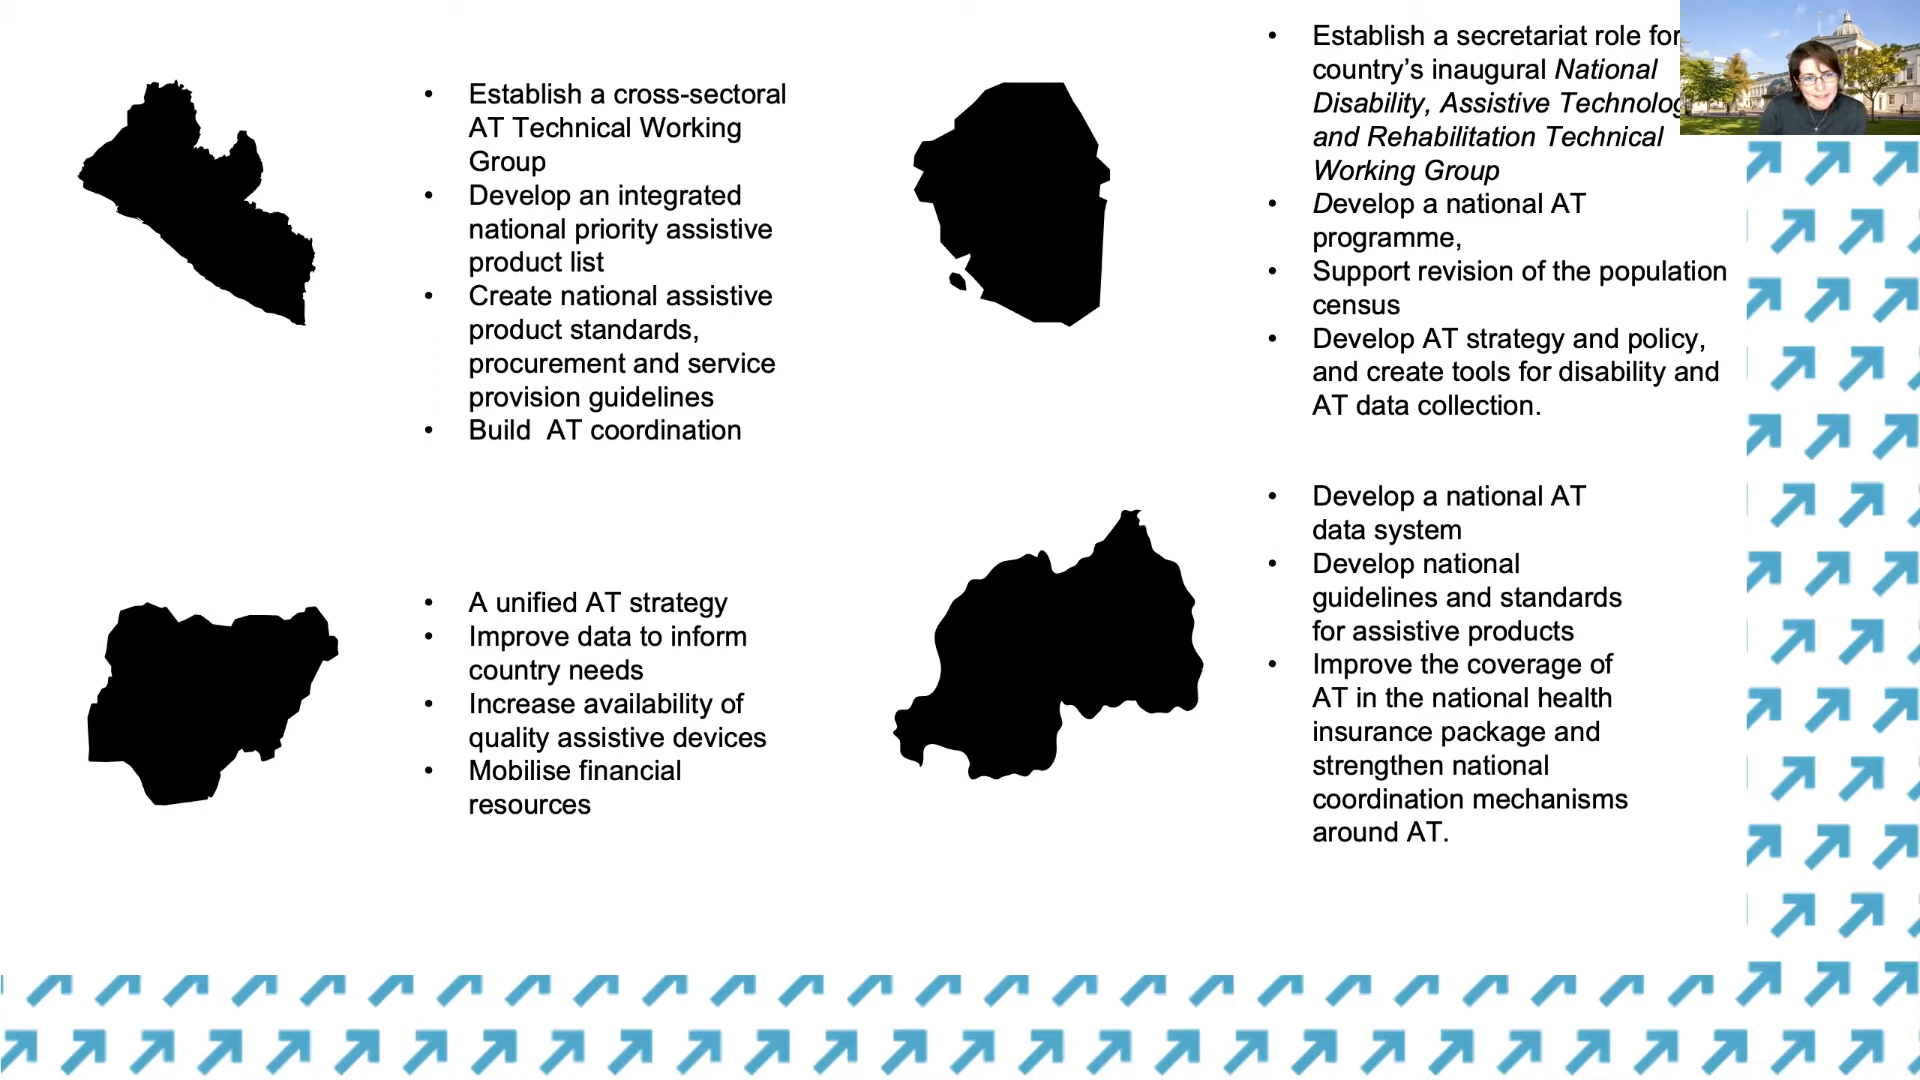 • Establish a cross-sectoral
AT Technical Working
Group
• Develop an integrated
national priority assistive
product list
• Create national assistive
product standards,
procurement and service
provision guidelines
• Build  AT coordination
• Establish a secretariat role for
country’s inaugural National
Disability, Assistive
and Rehabilitation Technical
Working Group
• Develop a national AT
programme,
• Support revision of the population
census
• Develop AT strategy and policy,
and create tools for disability and
AT data collection.
• A unified AT strategy
• Improve data to inform
country needs
• Increase availability of
quality assistive devices
• Mobilise financial
resources
• Develop a national AT
data system
• Develop national
guidelines and standards
for assistive products
• Improve the coverage of
AT in the national health
insurance package and
strengthen national
coordination mechanisms
around AT.